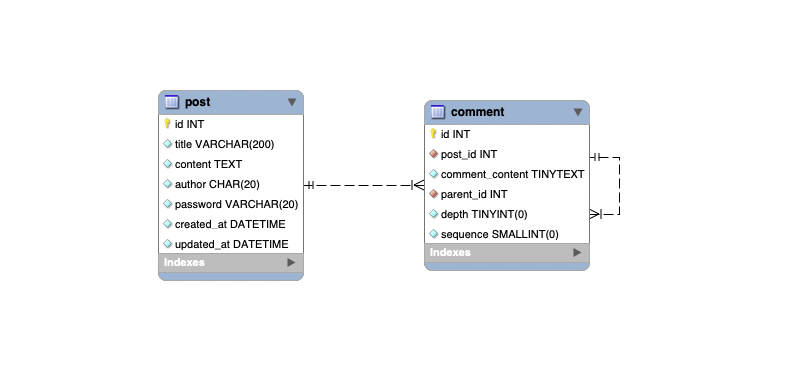 post
id INT
title VARCHAR(200)
content TEXT
author CHAR(20)
password VARCHAR(20)
created_at DATETIME
updated_at DATETIME
Indexes
comment
id INT
post_id INT
comment_content TINYTEXT
parent_id INT
depth TINYINT(0)
sequence SMALLINT(0)
Indexes